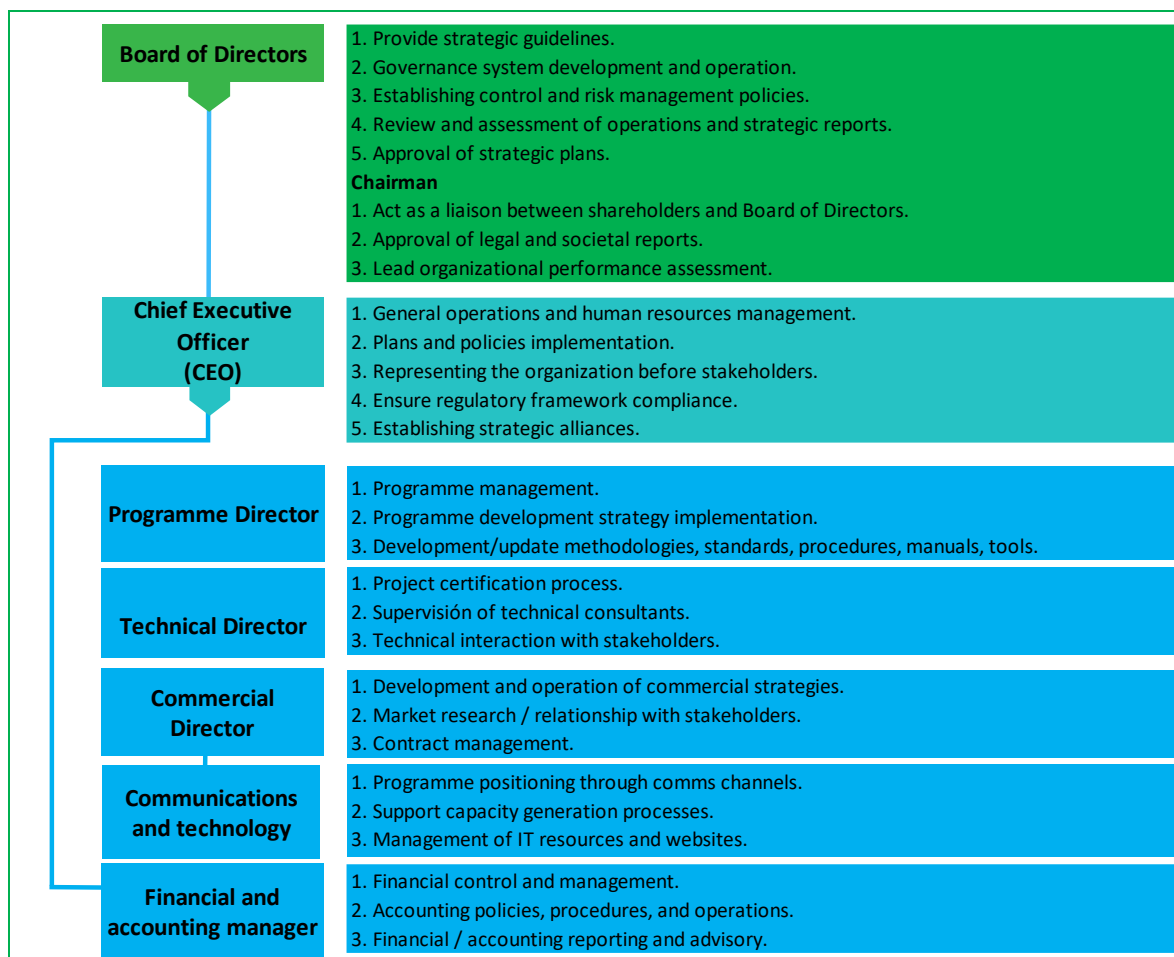 Board of Directors
1. Provide strategic guidelines.
2. Governance system development and operation.
3. Establishing control and risk management policies.
4. Review and assessment of operations and strategic reports.
5. Approval of strategic plans.
Chairman
1. Act as a liaison between shareholders and Board of Directors.
2. Approval of legal and societal reports.
3. Lead organizational performance assessment.
Chief Executive
Officer
(CEO)
1. General operations and human resources management.
2. Plans and policies implementation.
3. Representing the organization before stakeholders.
4. Ensure regulatory framework compliance.
5. Establishing strategic alliances.
Programme Director
1. Programme management.
2. Programme development strategy implementation.
3. Development/update methodologies, standards, procedures, manuals, tools.
Technical Director
1. Project certification process.
2. Supervisión of technical consultants.
3. Technical interaction with stakeholders.
Commercial
Director
1. Development and operation of commercial strategies.
2. Market research / relationship with stakeholders.
3. Contract management.
Communications
and technology
1. Programme positioning through comms channels.
2. Support capacity generation processes.
3. Management of IT resources and websites.
Financial and
accounting manager
1. Financial control and management.
2. Accounting policies, procedures, and operations.
3. Financial / accounting reporting and advisory.